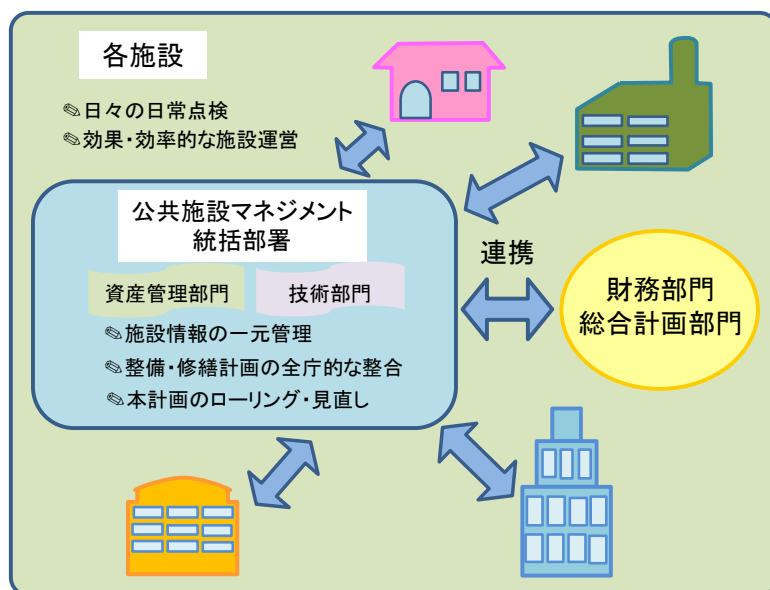 各施設
✎日々の日常点検
✎効果・効率的な施設運営
公共施設マネジメント
統括部署
資産管理部門
技術部門
✎施設情報の一元管理
✎整備・修繕計画の全庁的な整合
✎本計画のローリング・見直し
連携
財務部門
総合計画部門